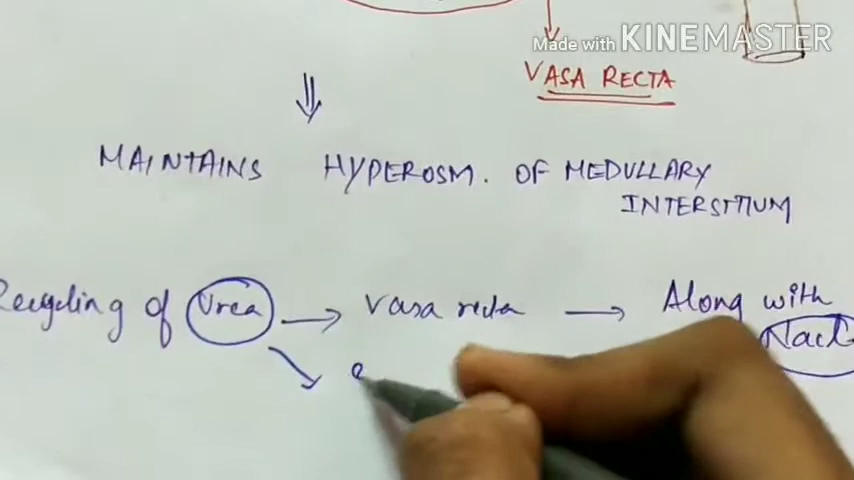 Made with KINEMASTER
VASA RECTA
MAINTAINS HYPEROSM. OF MEDULLARY
INTERSTITIUM
Recycling of Urea → Vasa recta → Along with
NaCl